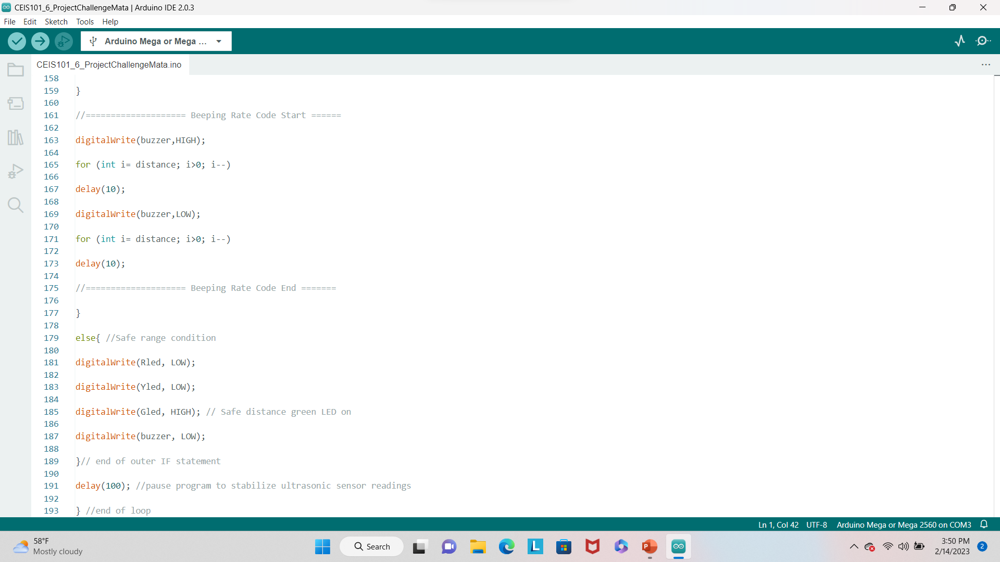 CEIS101_6_ProjectChallengeMata | Arduino IDE 2.0.3
File Edit Sketch Tools Help
Arduino Mega or Mega ...
CEIS101_6_ProjectChallengeMata.ino
158
159 }
160
161 //==================== Beeping Rate Code Start ======
162
163 digitalWrite(buzzer,HIGH);
164
165 for (int i= distance; i>0; i--)
166
167 delay(10);
168
169 digitalWrite(buzzer,LOW);
170
171 for (int i= distance; i>0; i--)
172
173 delay(10);
174
175 //==================== Beeping Rate Code End =======
176
177 }
178
179 else{ //Safe range condition
180
181 digitalWrite(Rled, LOW);
182
183 digitalWrite(Yled, LOW);
184
185 digitalWrite(Gled, HIGH); // Safe distance green LED on
186
187 digitalWrite(buzzer, LOW);
188
189 }// end of outer IF statement
190
191 delay(100); //pause program to stabilize ultrasonic sensor readings
192
193 } //end of loop
Ln 1, Col 42 UTF-8 Arduino Mega or Mega 2560 on COM3
58°F
Mostly cloudy
Search
L
P
3:50 PM
2/14/2023
2